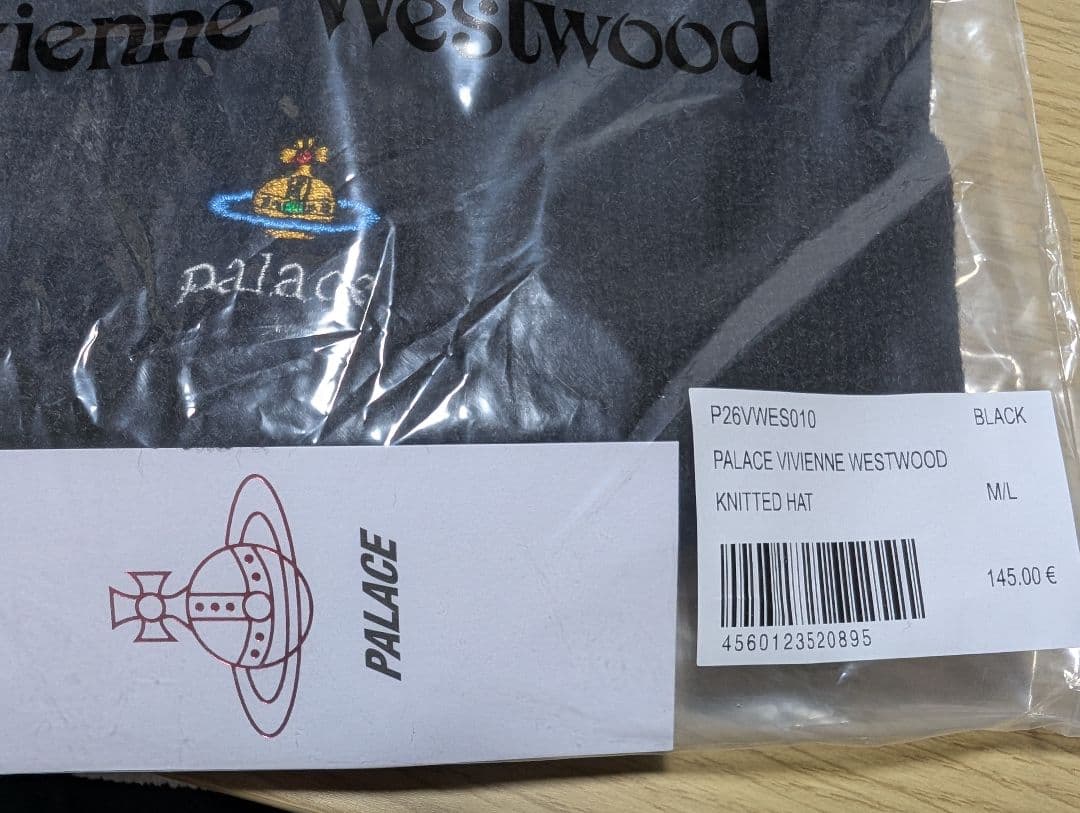 vienne Westwood
palace
PALACE
P26VWES010 BLACK
PALACE VIVIENNE WESTWOOD
KNITTED HAT M/L
145.00 €
4560123520895